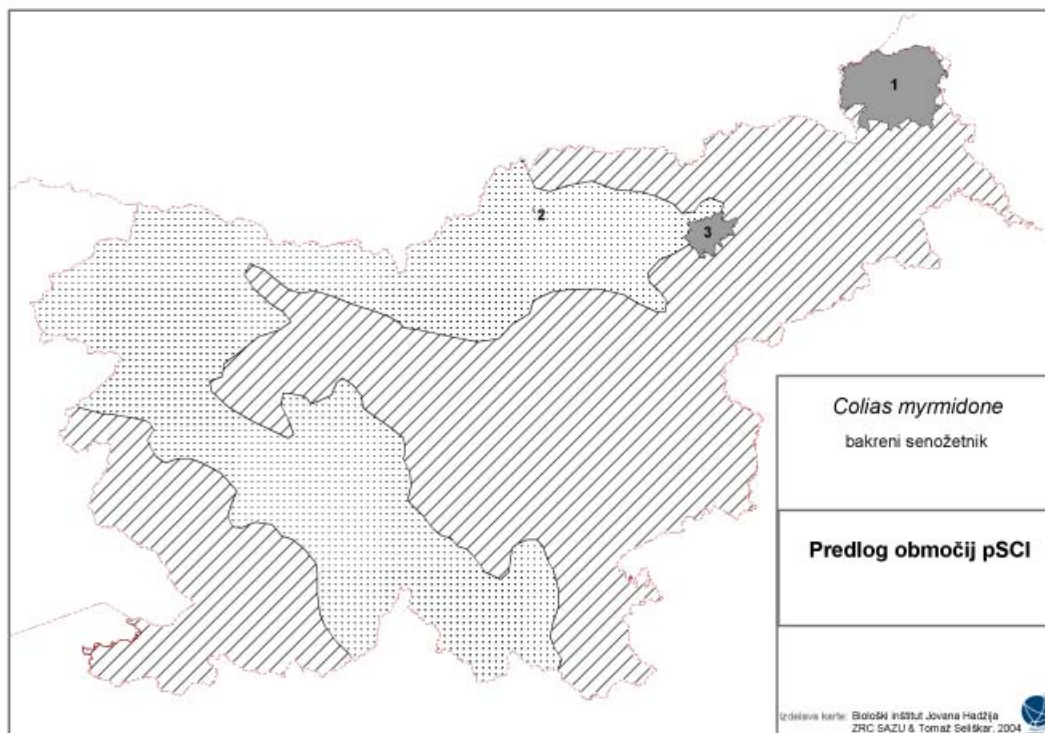 1
2
3
Colias myrmidone
bakreni senožetnik
Predlog območij pSCI
Izdelava karte: Biološki inštitut Jovana Hadžija
ZRC SAZU & Tomaž Seliškar, 2004